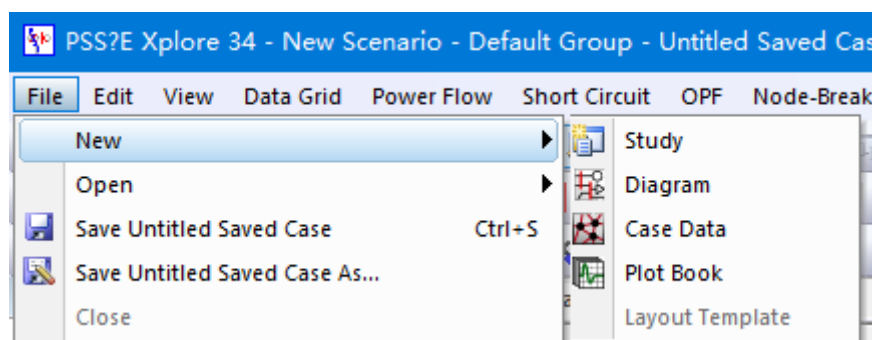 PSS?E Xplore 34 - New Scenario - Default Group - Untitled Saved Cas
File Edit View Data Grid Power Flow Short Circuit OPF Node-Break
New Study
Open Diagram
Save Untitled Saved Case Ctrl+S Case Data
Save Untitled Saved Case As... Plot Book
Close Layout Template